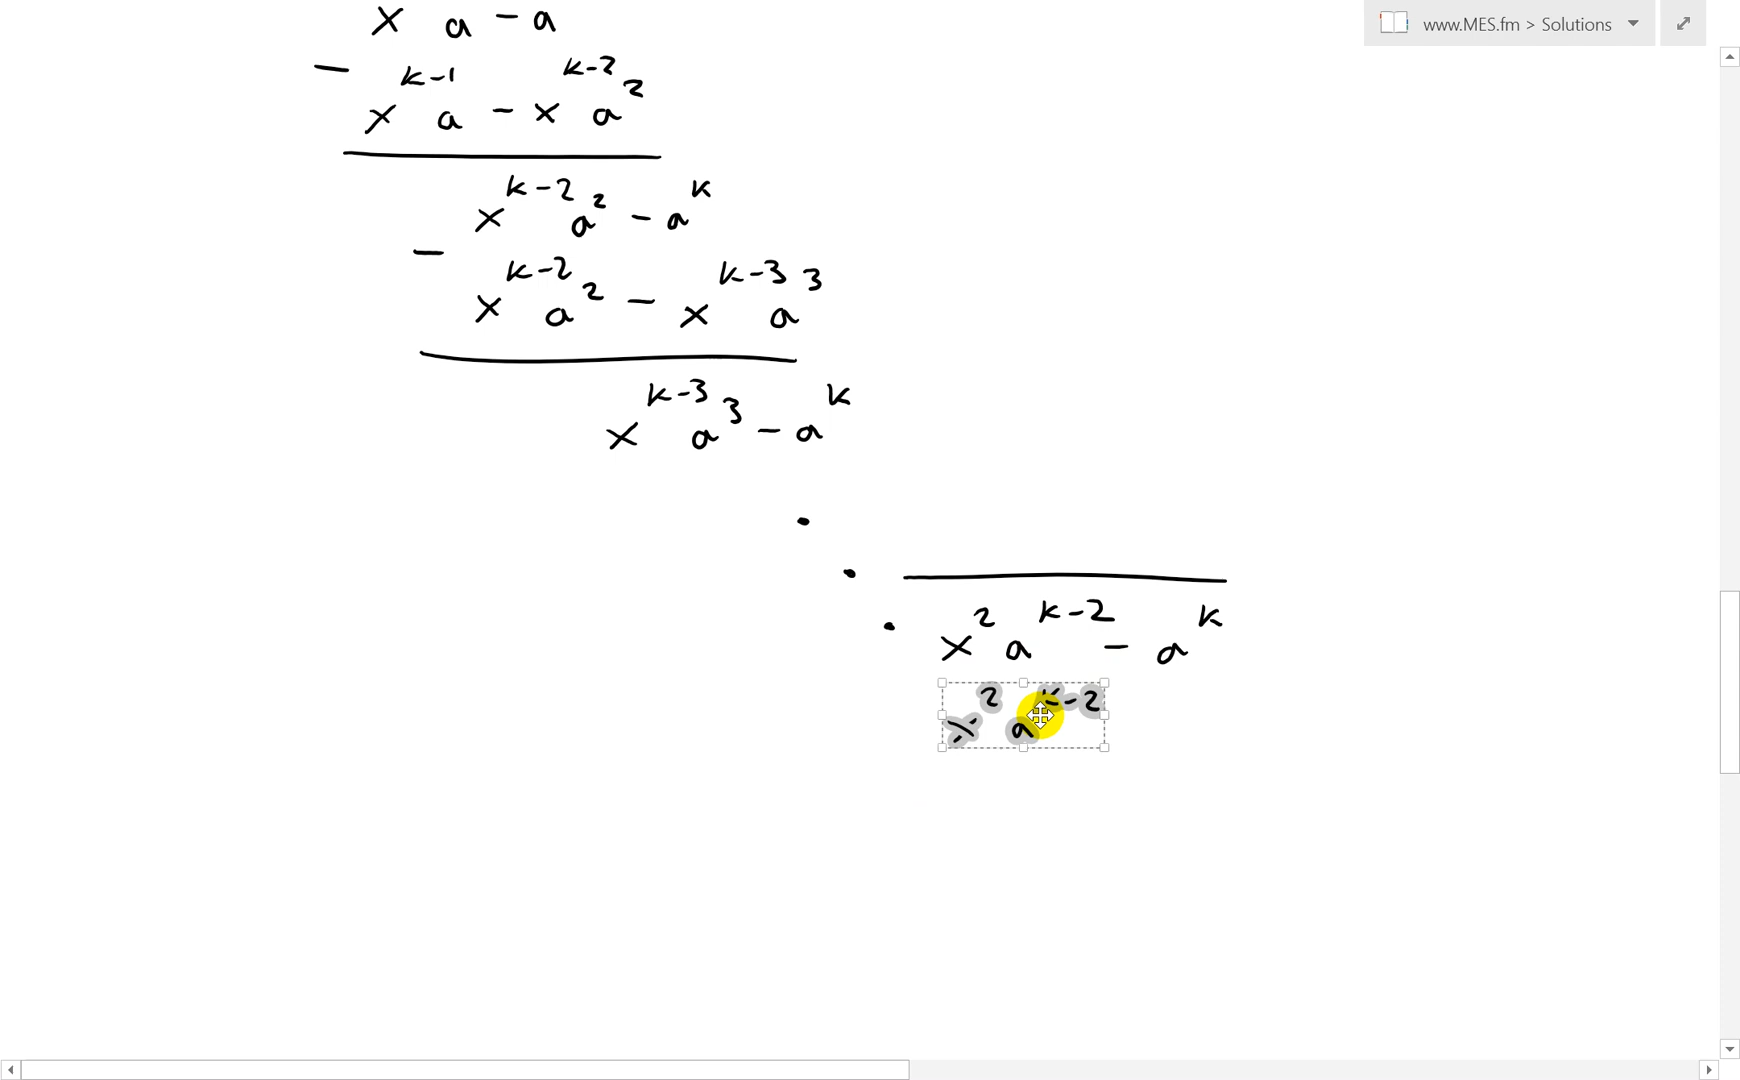 www.MES.fm > Solutions
x a - a
- x^{k-1} a - x^{k-2} a^2
x^{k-2} a^2 - a^k
- x^{k-2} a^2 - x^{k-3} a^3
x^{k-3} a^3 - a^k
x^2 a^{k-2} - a^k
x^2 a^{k-2}